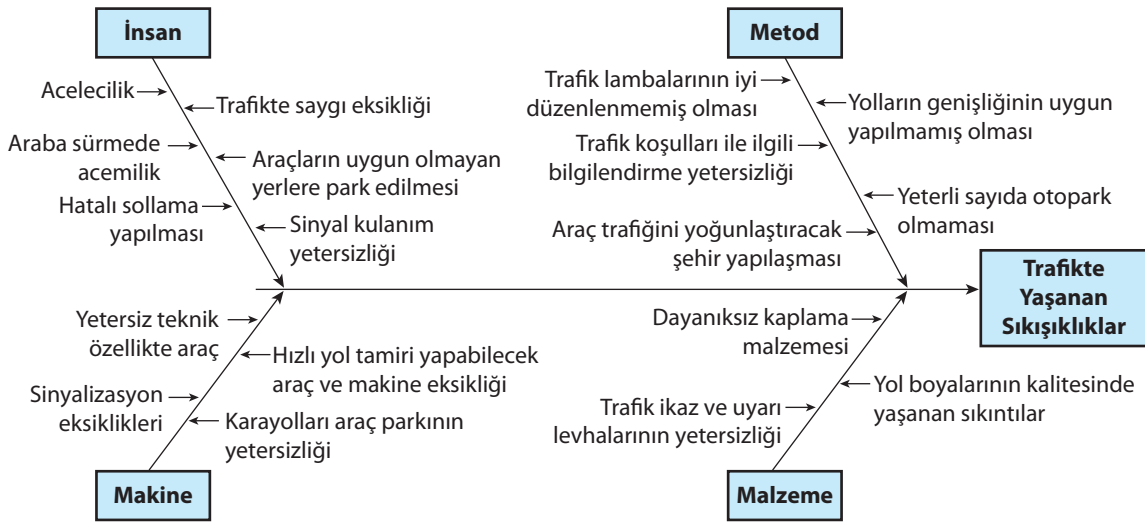 İnsan
Acelecilik
Trafikte saygı eksikliği
Araba sürmede
acemilik
Araçların uygun olmayan
yerlere park edilmesi
Hatalı sollama
yapılması
Sinyal kulanım
yetersizliği
Metod
Trafik lambalarının iyi
düzenlenmemiş olması
Yolların genişliğinin uygun
yapılmamış olması
Trafik koşulları ile ilgili
bilgilendirme yetersizliği
Yeterli sayıda otopark
olmaması
Araç trafiğini yoğunlaştıracak
şehir yapılaşması
Trafikte
Yaşanan
Sıkışıklıklar
Yetersiz teknik
özellikte araç
Hızlı yol tamiri yapabilecek
araç ve makine eksikliği
Sinyalizasyon
eksiklikleri
Karayolları araç parkının
yetersizliği
Makine
Dayanıksız kaplama
malzemesi
Yol boyalarının kalitesinde
yaşanan sıkıntılar
Trafik ikaz ve uyarı
levhalarının yetersizliği
Malzeme